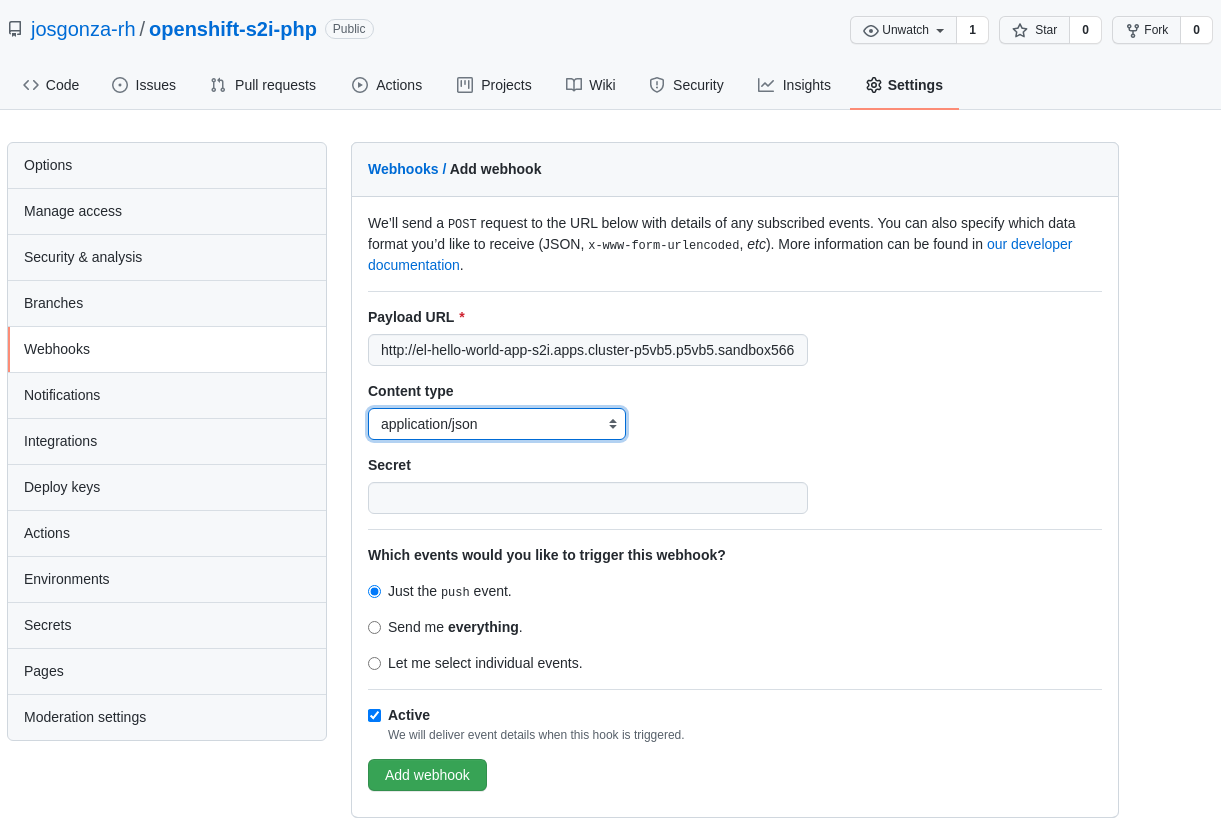 josgonza-rh / openshift-s2i-php Public Unwatch 1 Star 0 Fork 0
Code Issues Pull requests Actions Projects Wiki Security Insights Settings
Options
Manage access
Security & analysis
Branches
Webhooks
Notifications
Integrations
Deploy keys
Actions
Environments
Secrets
Pages
Moderation settings
Webhooks / Add webhook
We’ll send a POST request to the URL below with details of any subscribed events. You can also specify which data
format you’d like to receive (JSON, x-www-form-urlencoded, etc). More information can be found in our developer
documentation.
Payload URL *
http://el-hello-world-app-s2i.apps.cluster-p5vb5.p5vb5.sandbox566
Content type
application/json
Secret
Which events would you like to trigger this webhook?
Just the push event.
Send me everything.
Let me select individual events.
Active
We will deliver event details when this hook is triggered.
Add webhook